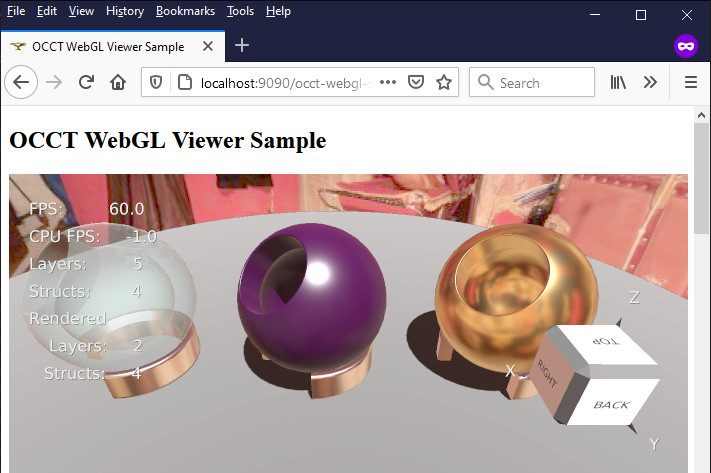 File Edit View History Bookmarks Tools Help
OCCT WebGL Viewer Sample
localhost:9090/occt-webgl- Search
OCCT WebGL Viewer Sample
FPS: 60.0
CPU FPS: -1.0
Layers: 5
Structs: 4
Rendered
Layers: 2
Structs: 4
Z
TOP
X
RIGHT
BACK
Y